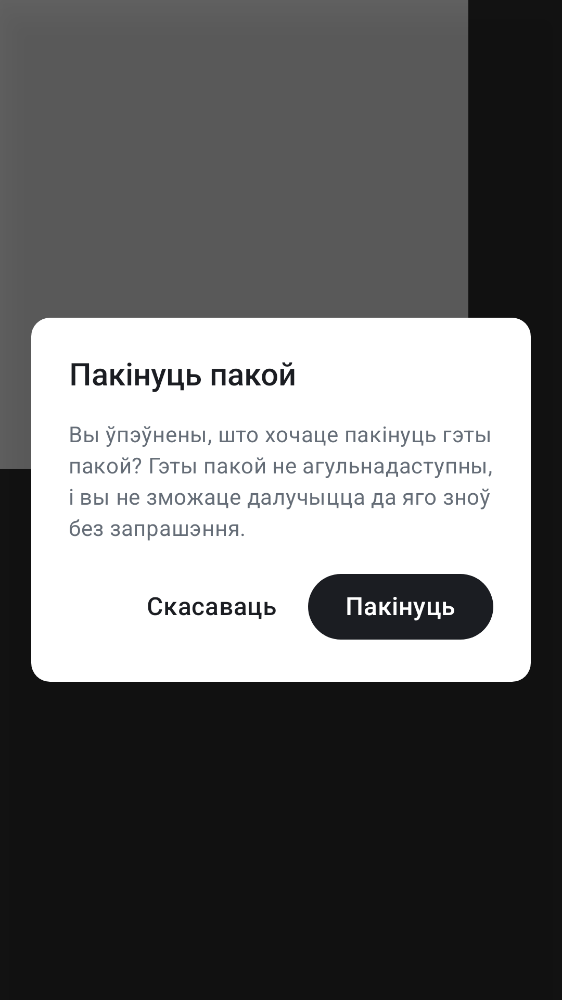 Пакінуць пакой
Вы ўпэўнены, што хочаце пакінуць гэты
пакой? Гэты пакой не агульнадаступны,
і вы не зможаце далучыцца да яго зноў
без запрашэння.
Скасаваць
Пакінуць